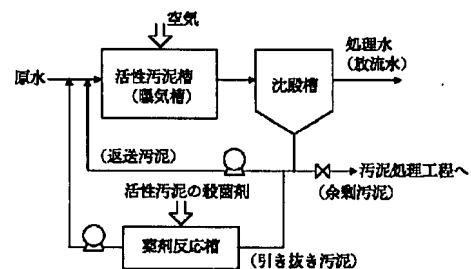 空気
原水
活性汚泥槽
(曝気槽)
沈殿槽
処理水
(放流水)
(返送汚泥)
汚泥処理工程へ
(余剰汚泥)
活性汚泥の殺菌剤
薬剤反応槽
(引き抜き汚泥)